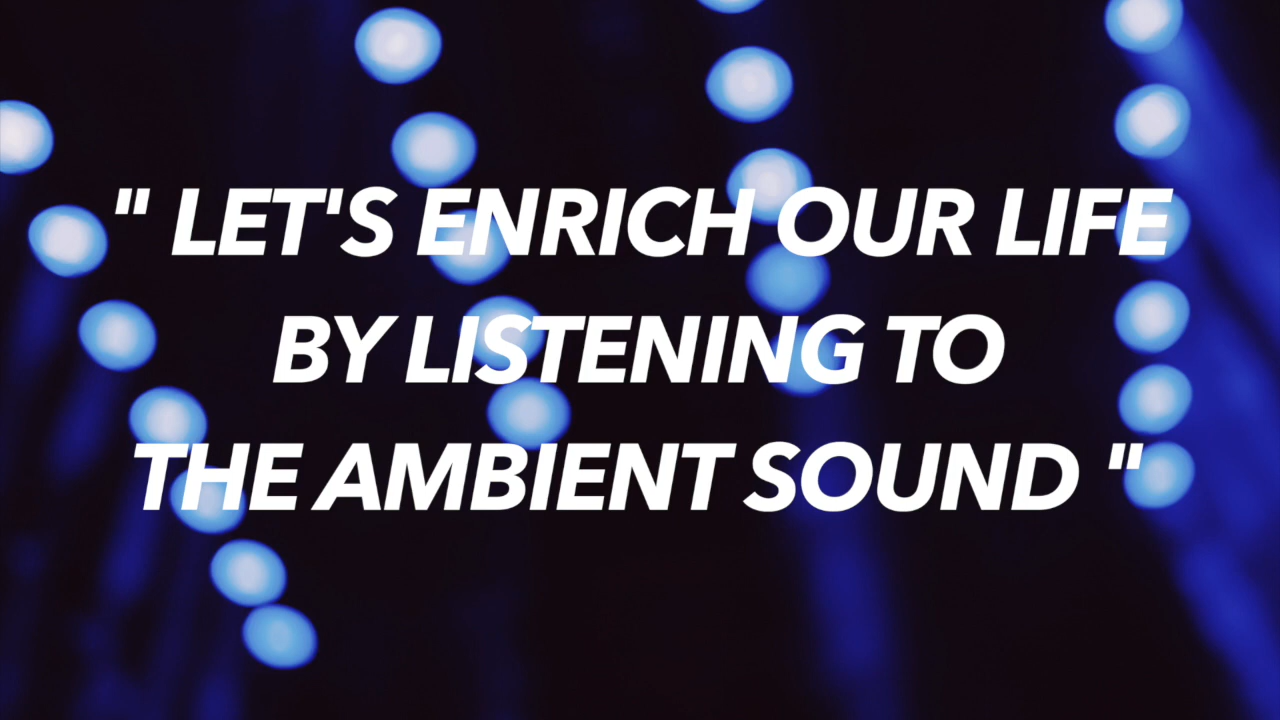 " LET'S ENRICH OUR LIFE
BY LISTENING TO
THE AMBIENT SOUND "